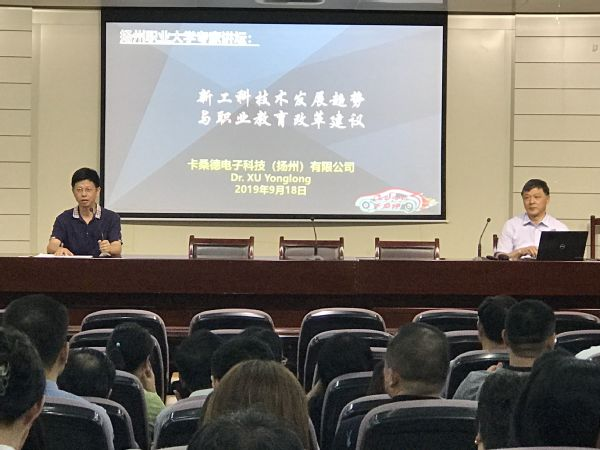 扬州职业大学专家讲坛：
新工科技术发展趋势
与职业教育改革建议
卡桑德电子科技（扬州）有限公司
Dr. XU Yonglong
2019年9月18日